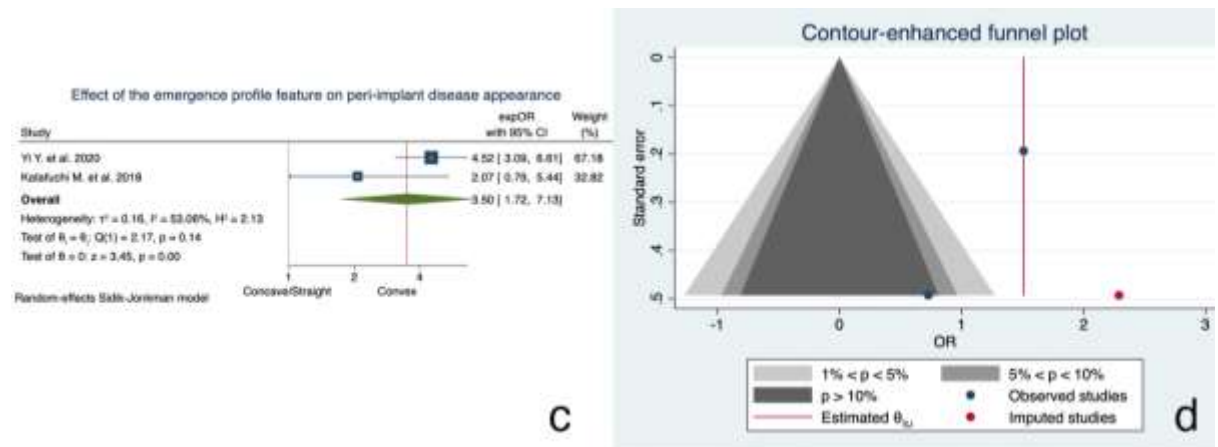 Effect of the emergence profile feature on peri-implant disease appearance
expOR Weight
Study with 95% CI (%)
Yi Y. et al. 2020 4.52 [ 3.09, 6.61] 67.18
Katafuchi M. et al. 2018 2.07 [ 0.79, 5.44] 32.82
Overall 3.50 [ 1.72, 7.13]
Heterogeneity: τ² = 0.16, I² = 53.06%, H² = 2.13
Test of θᵢ = θⱼ: Q(1) = 2.17, p = 0.14
Test of θ = 0: z = 3.45, p = 0.00
1 2 4
Concave/Straight Convex
Random-effects Sidik-Jonkman model
c
Contour-enhanced funnel plot
Standard error
0
.1
.2
.3
.4
.5
-1 0 1 2 3
OR
1% < p < 5% 5% < p < 10%
p > 10% Observed studies
Estimated θ Imputed studies
d